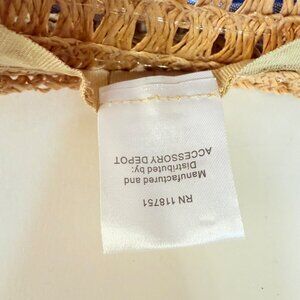 RN 118751
Manufactured and
Distributed by:
ACCESSORY DEPOT